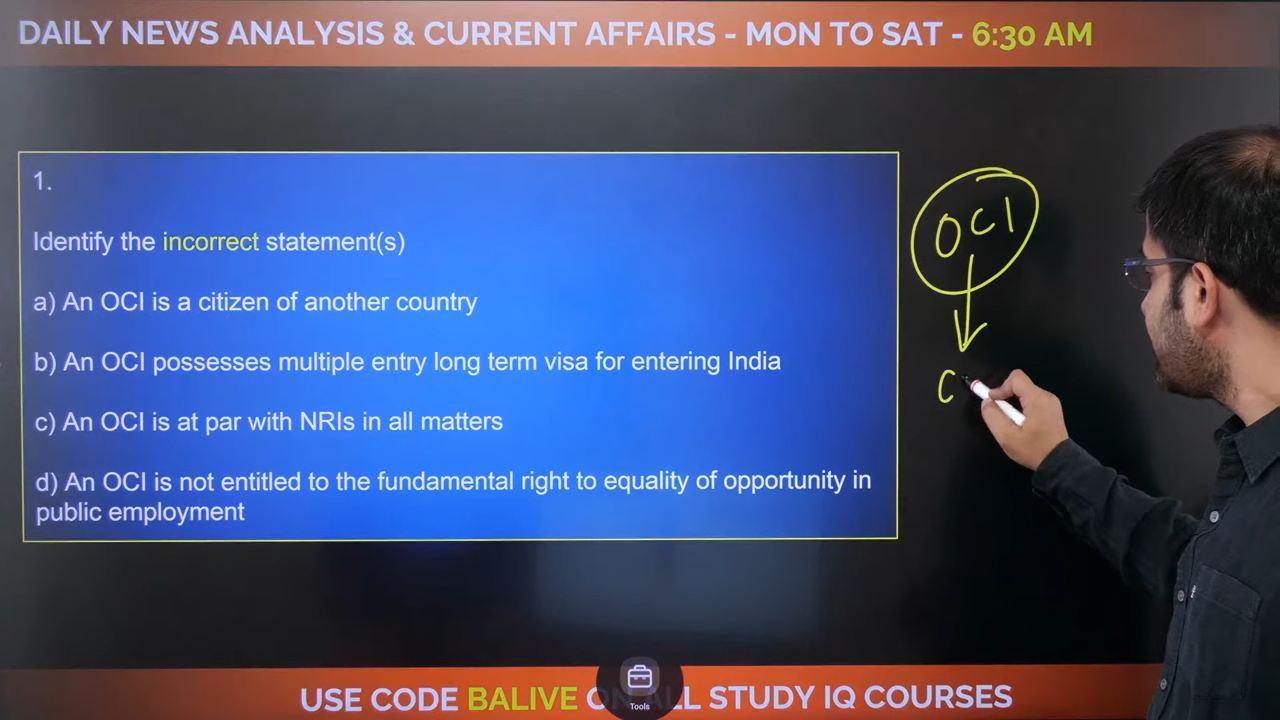 DAILY NEWS ANALYSIS & CURRENT AFFAIRS - MON TO SAT - 6:30 AM
1.
Identify the incorrect statement(s)
a) An OCI is a citizen of another country
b) An OCI possesses multiple entry long term visa for entering India
c) An OCI is at par with NRIs in all matters
d) An OCI is not entitled to the fundamental right to equality of opportunity in
public employment
OCI
C
Tools
USE CODE BALIVE ON ALL STUDY IQ COURSES